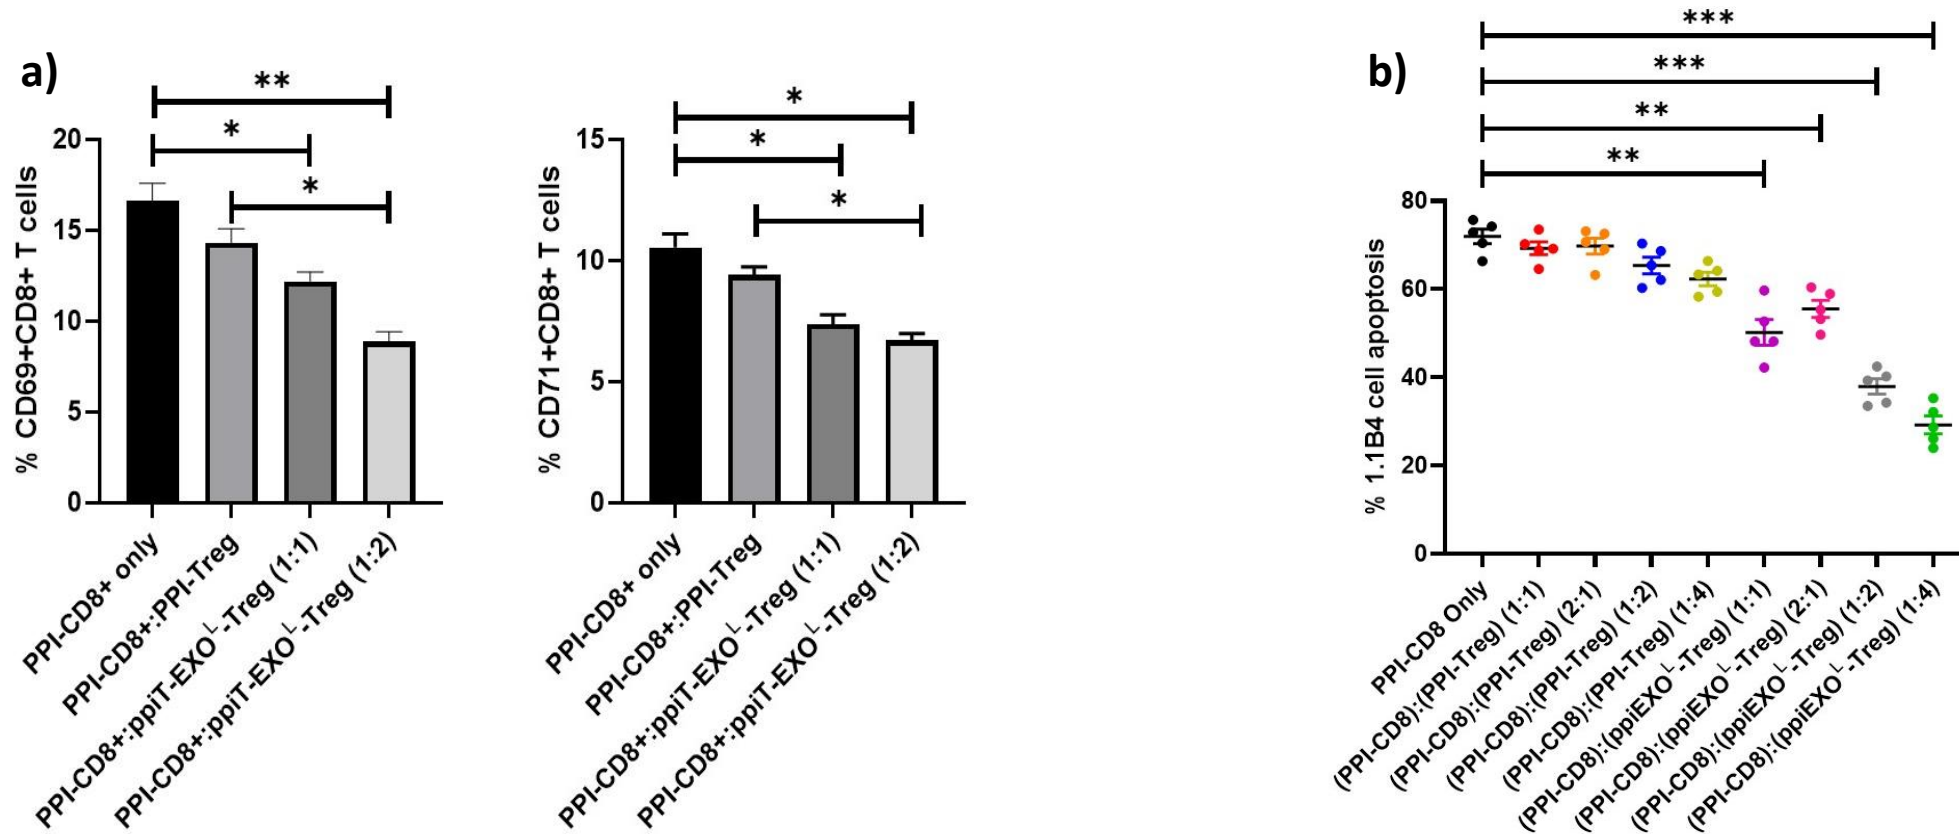 a)
**
*
*
% CD69+CD8+ T cells
20
15
10
5
0
PPI-CD8+ only
PPI-CD8+:PPI-Treg
PPI-CD8+:ppiT-EXO^L-Treg (1:1)
PPI-CD8+:ppiT-EXO^L-Treg (1:2)
*
*
*
% CD71+CD8+ T cells
15
10
5
0
PPI-CD8+ only
PPI-CD8+:PPI-Treg
PPI-CD8+:ppiT-EXO^L-Treg (1:1)
PPI-CD8+:ppiT-EXO^L-Treg (1:2)
b)
***
***
**
**
% 1.1B4 cell apoptosis
80
60
40
20
0
PPI-CD8 Only
(PPI-CD8):(PPI-Treg) (1:1)
(PPI-CD8):(PPI-Treg) (2:1)
(PPI-CD8):(PPI-Treg) (1:2)
(PPI-CD8):(PPI-Treg) (1:4)
(PPI-CD8):(ppiEXO^L-Treg) (1:1)
(PPI-CD8):(ppiEXO^L-Treg) (2:1)
(PPI-CD8):(ppiEXO^L-Treg) (1:2)
(PPI-CD8):(ppiEXO^L-Treg) (1:4)